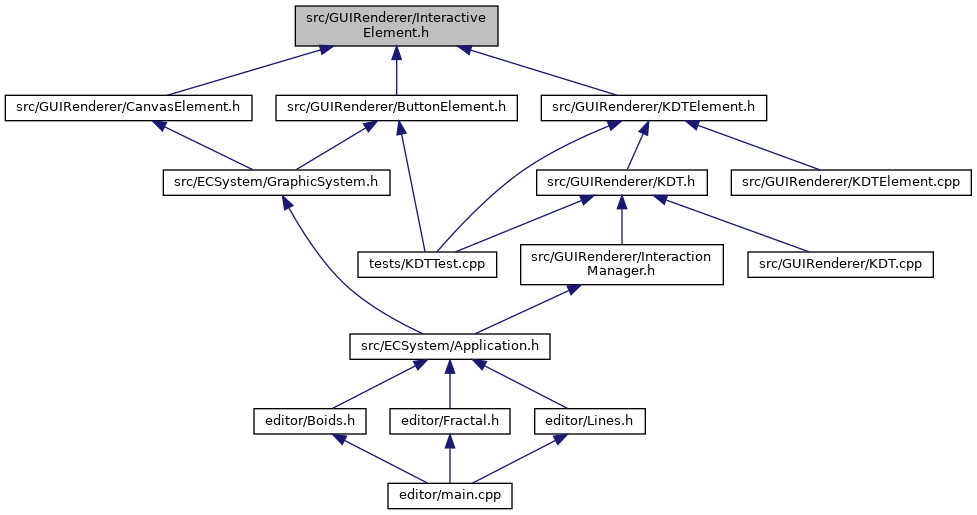 src/GUIRenderer/Interactive
Element.h
src/GUIRenderer/CanvasElement.h
src/GUIRenderer/ButtonElement.h
src/GUIRenderer/KDTElement.h
src/ECSystem/GraphicSystem.h
src/GUIRenderer/KDT.h
src/GUIRenderer/KDTElement.cpp
tests/KDTTest.cpp
src/GUIRenderer/Interaction
Manager.h
src/GUIRenderer/KDT.cpp
src/ECSystem/Application.h
editor/Boids.h
editor/Fractal.h
editor/Lines.h
editor/main.cpp